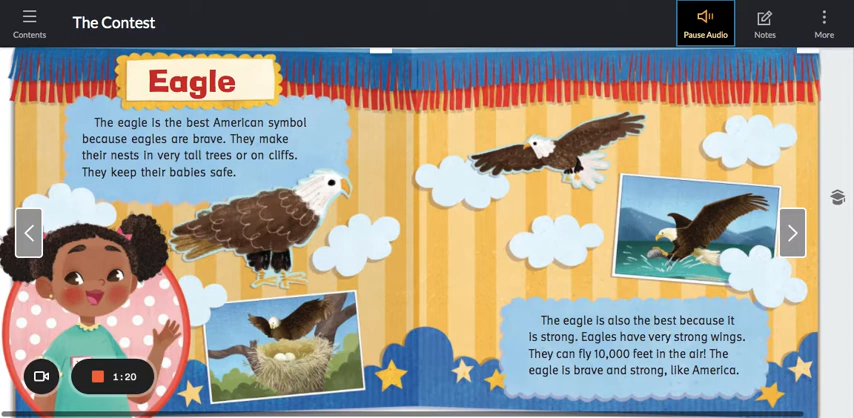 The Contest
Contents
Pause Audio
Notes
More
Eagle
The eagle is the best American symbol
because eagles are brave. They make
their nests in very tall trees or on cliffs.
They keep their babies safe.
The eagle is also the best because it
is strong. Eagles have very strong wings.
They can fly 10,000 feet in the air! The
eagle is brave and strong, like America.
1:20